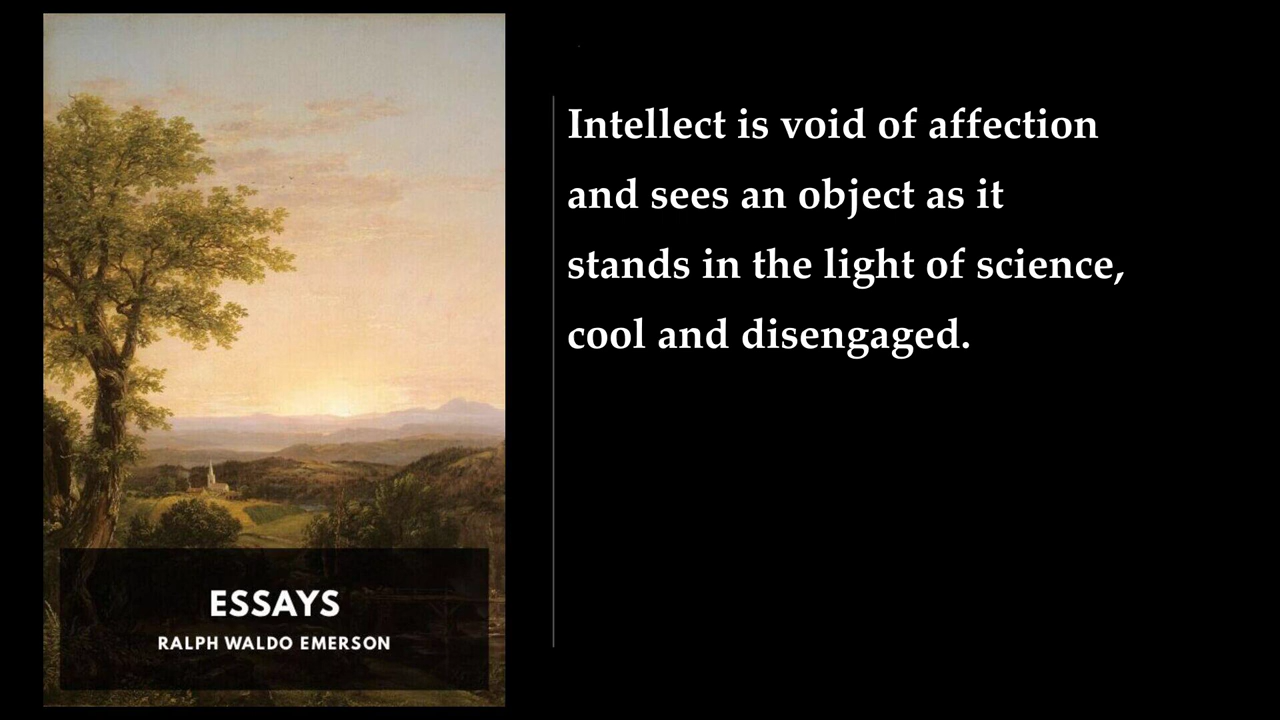 Intellect is void of affection
and sees an object as it
stands in the light of science,
cool and disengaged.
ESSAYS
RALPH WALDO EMERSON